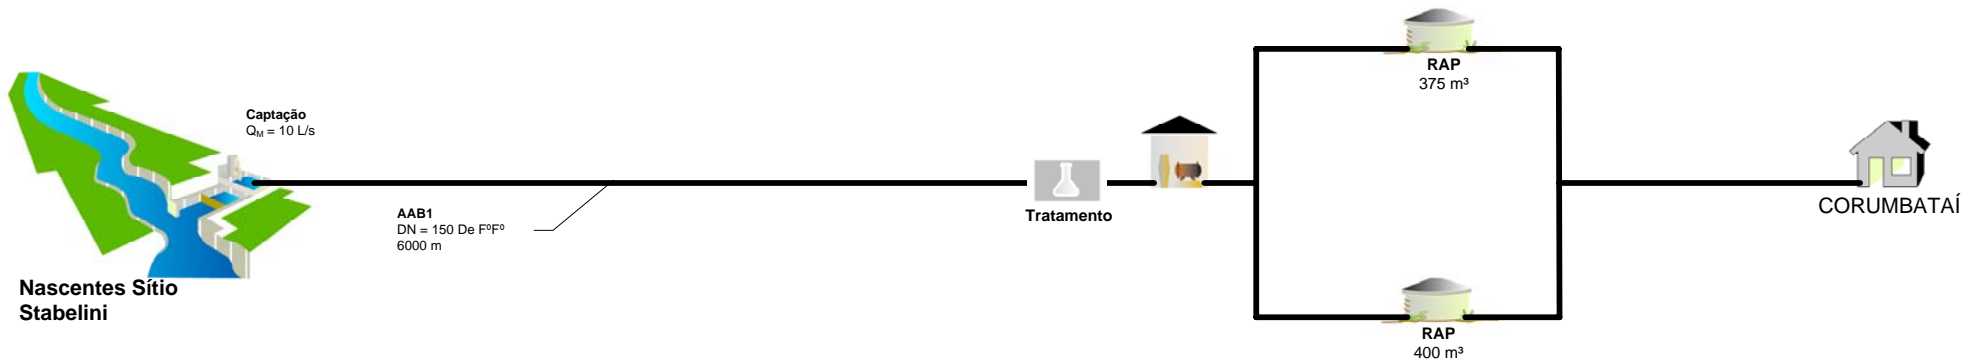 RAP
375 m³
Captação
Q_M = 10 L/s
AAB1
DN = 150 De FºFº
6000 m
Tratamento
CORUMBATAÍ
Nascentes Sítio
Stabelini
RAP
400 m³